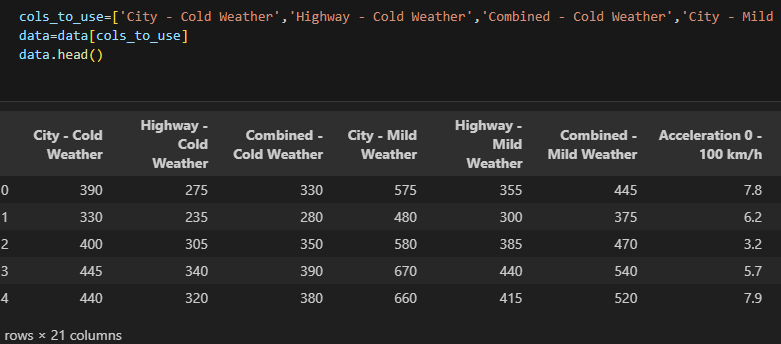 cols_to_use=['City - Cold Weather','Highway - Cold Weather','Combined - Cold Weather','City - Mild
data=data[cols_to_use]
data.head()
City - Cold Weather Highway - Cold Weather Combined - Cold Weather City - Mild Weather Highway - Mild Weather Combined - Mild Weather Acceleration 0 - 100 km/h
0 390 275 330 575 355 445 7.8
1 330 235 280 480 300 375 6.2
2 400 305 350 580 385 470 3.2
3 445 340 390 670 440 540 5.7
4 440 320 380 660 415 520 7.9
rows × 21 columns